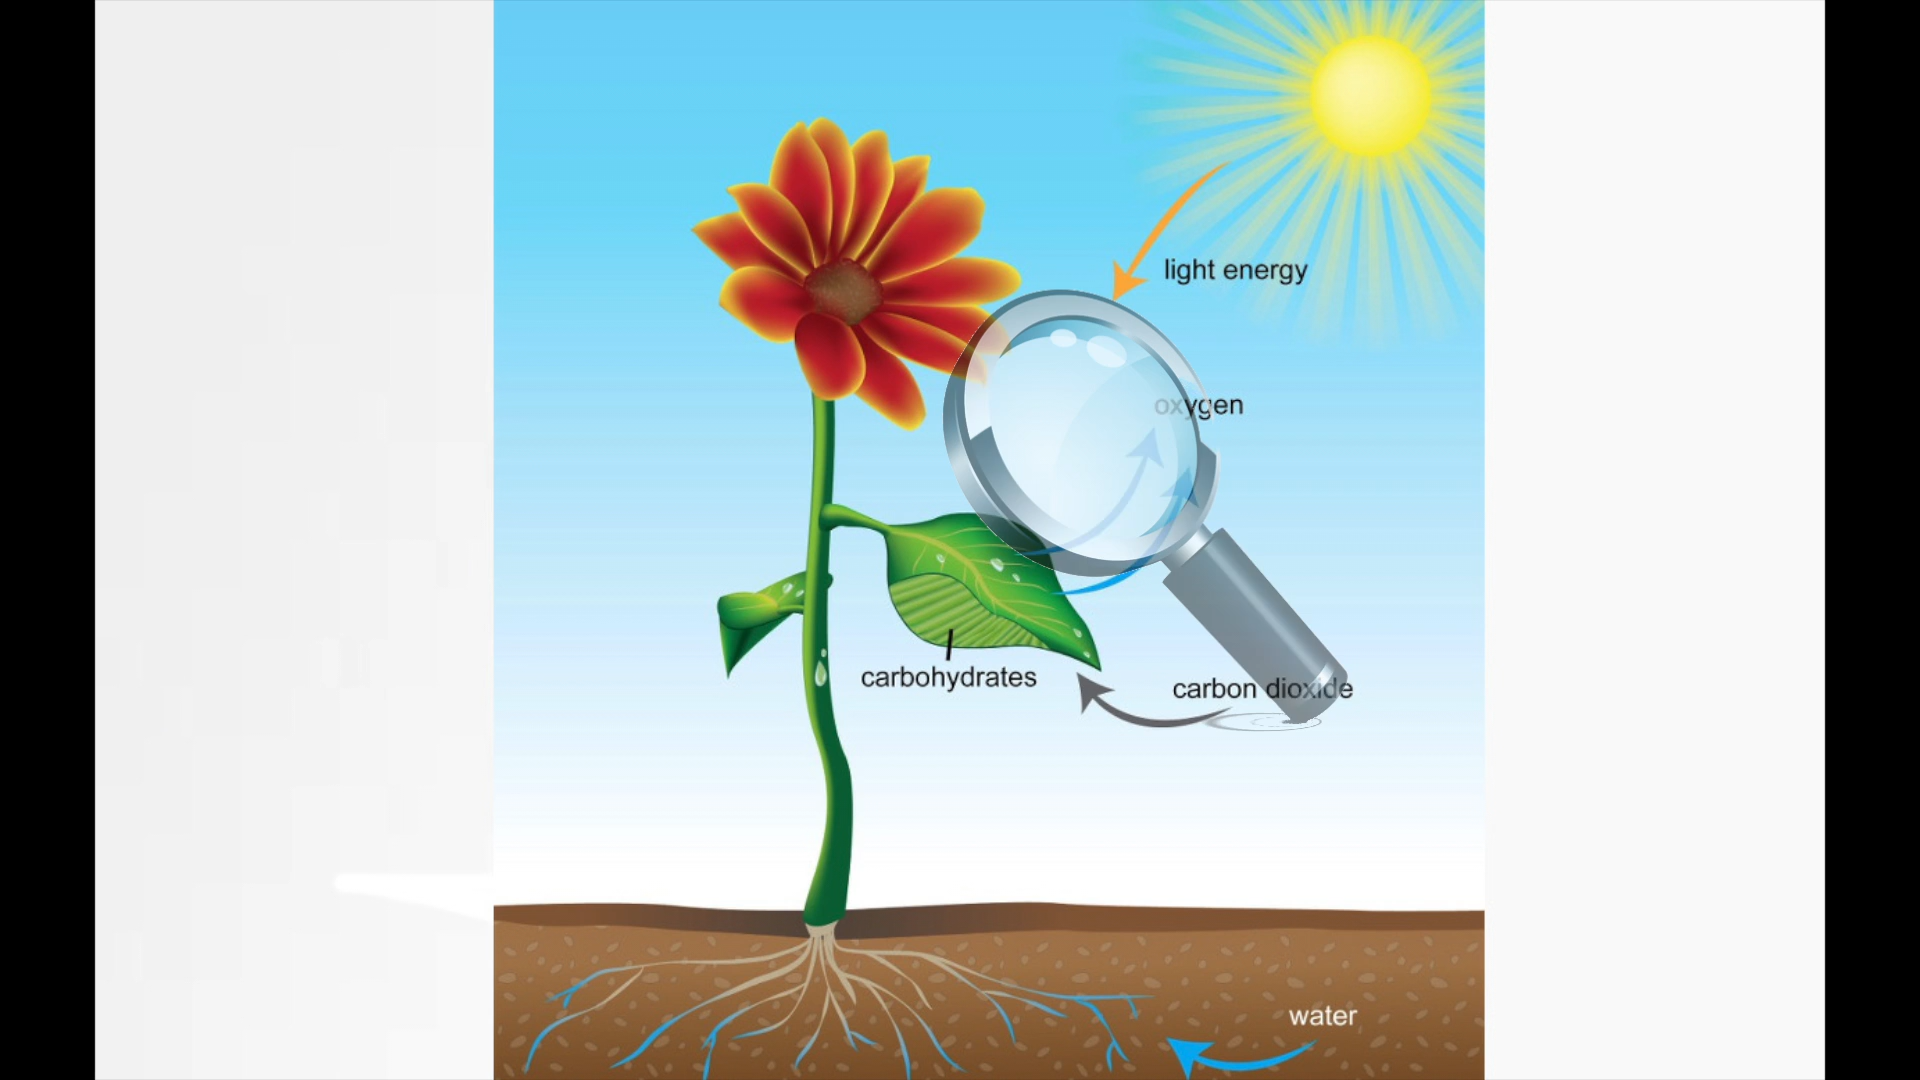 light energy
oxygen
carbohydrates
carbon dioxide
water